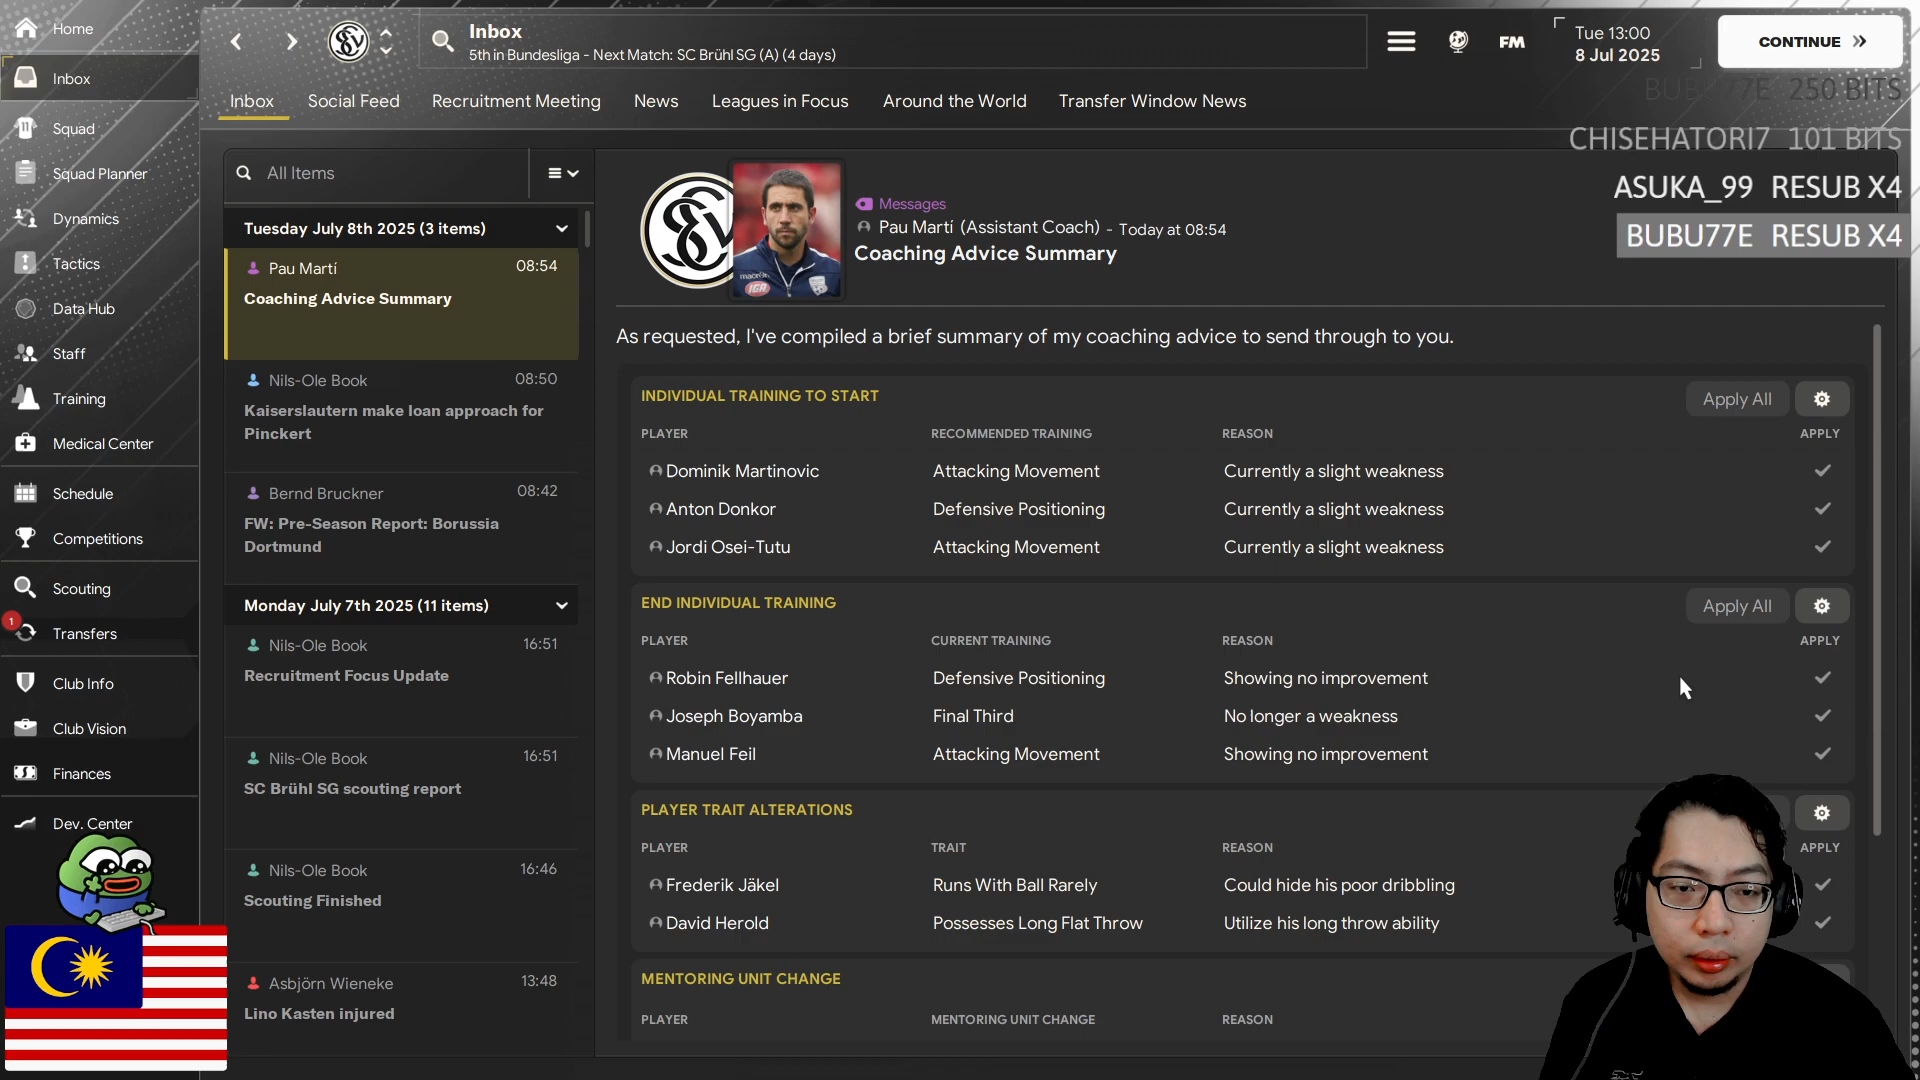 Home
Inbox
Squad
Squad Planner
Dynamics
Tactics
Data Hub
Staff
Training
Medical Center
Schedule
Competitions
Scouting
1
Transfers
Club Info
Club Vision
Finances
Dev. Center
Inbox
5th in Bundesliga - Next Match: SC Brühl SG (A) (4 days)
FM
Tue 13:00
8 Jul 2025
CONTINUE
Inbox
Social Feed
Recruitment Meeting
News
Leagues in Focus
Around the World
Transfer Window News
BUBU77E 250 BITS
CHISEHATORI7 101 BITS
ASUKA_99 RESUB X4
BUBU77E RESUB X4
All Items
Tuesday July 8th 2025 (3 items)
Pau Martí 08:54
Coaching Advice Summary
Nils-Ole Book 08:50
Kaiserslautern make loan approach for
Pinckert
Bernd Bruckner 08:42
FW: Pre-Season Report: Borussia
Dortmund
Monday July 7th 2025 (11 items)
Nils-Ole Book 16:51
Recruitment Focus Update
Nils-Ole Book 16:51
SC Brühl SG scouting report
Nils-Ole Book 16:46
Scouting Finished
Asbjörn Wieneke 13:48
Lino Kasten injured
Messages
Pau Martí (Assistant Coach) - Today at 08:54
Coaching Advice Summary
As requested, I've compiled a brief summary of my coaching advice to send through to you.
INDIVIDUAL TRAINING TO START Apply All
PLAYER RECOMMENDED TRAINING REASON APPLY
Dominik Martinovic Attacking Movement Currently a slight weakness
Anton Donkor Defensive Positioning Currently a slight weakness
Jordi Osei-Tutu Attacking Movement Currently a slight weakness
END INDIVIDUAL TRAINING Apply All
PLAYER CURRENT TRAINING REASON APPLY
Robin Fellhauer Defensive Positioning Showing no improvement
Joseph Boyamba Final Third No longer a weakness
Manuel Feil Attacking Movement Showing no improvement
PLAYER TRAIT ALTERATIONS
PLAYER TRAIT REASON APPLY
Frederik Jäkel Runs With Ball Rarely Could hide his poor dribbling
David Herold Possesses Long Flat Throw Utilize his long throw ability
MENTORING UNIT CHANGE
PLAYER MENTORING UNIT CHANGE REASON